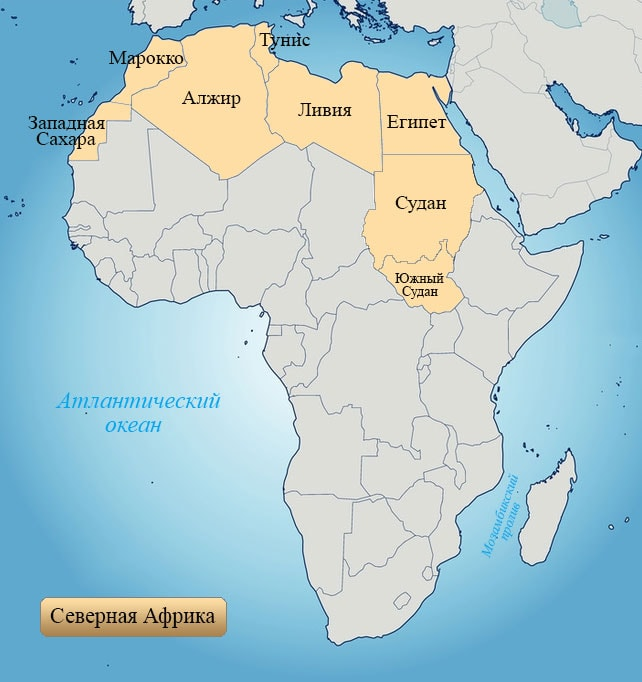 Тунис
Марокко
Алжир
Ливия
Египет
Западная
Сахара
Судан
Южный
Судан
Атлантический
океан
Мозамбикский
пролив
Северная Африка